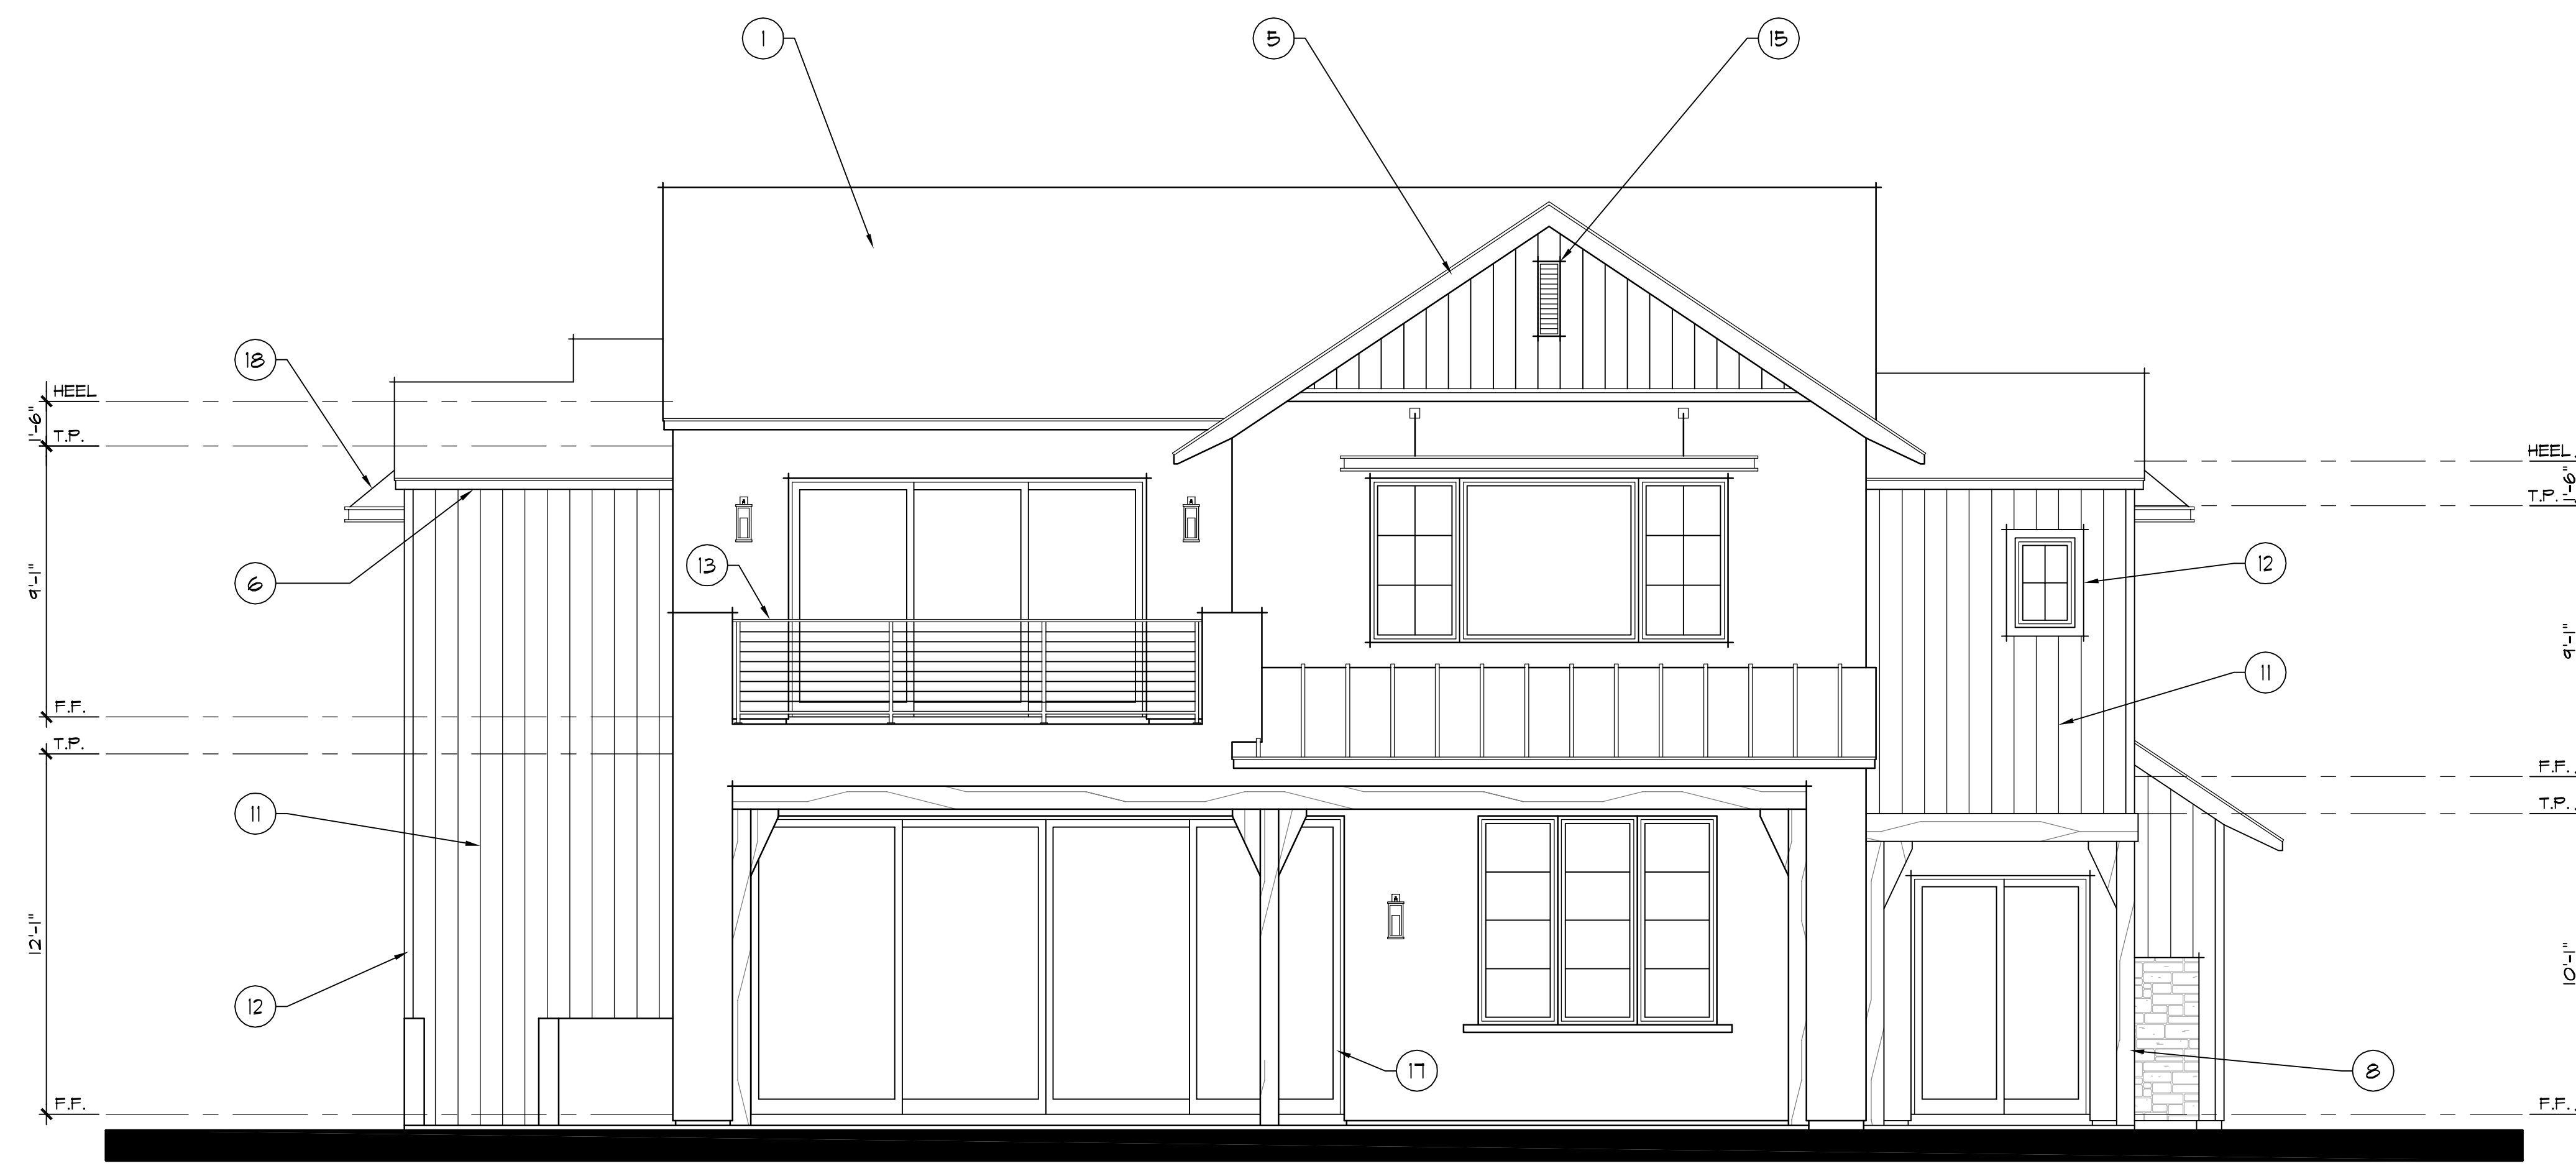 1
5
15
18
HEEL
1'-6"
T.P.
9'-1"
6
13
F.F.
T.P.
11
12'-1"
12
F.F.
17
HEEL
1'-6"
T.P.
12
9'-1"
11
F.F.
T.P.
10'-1"
8
F.F.